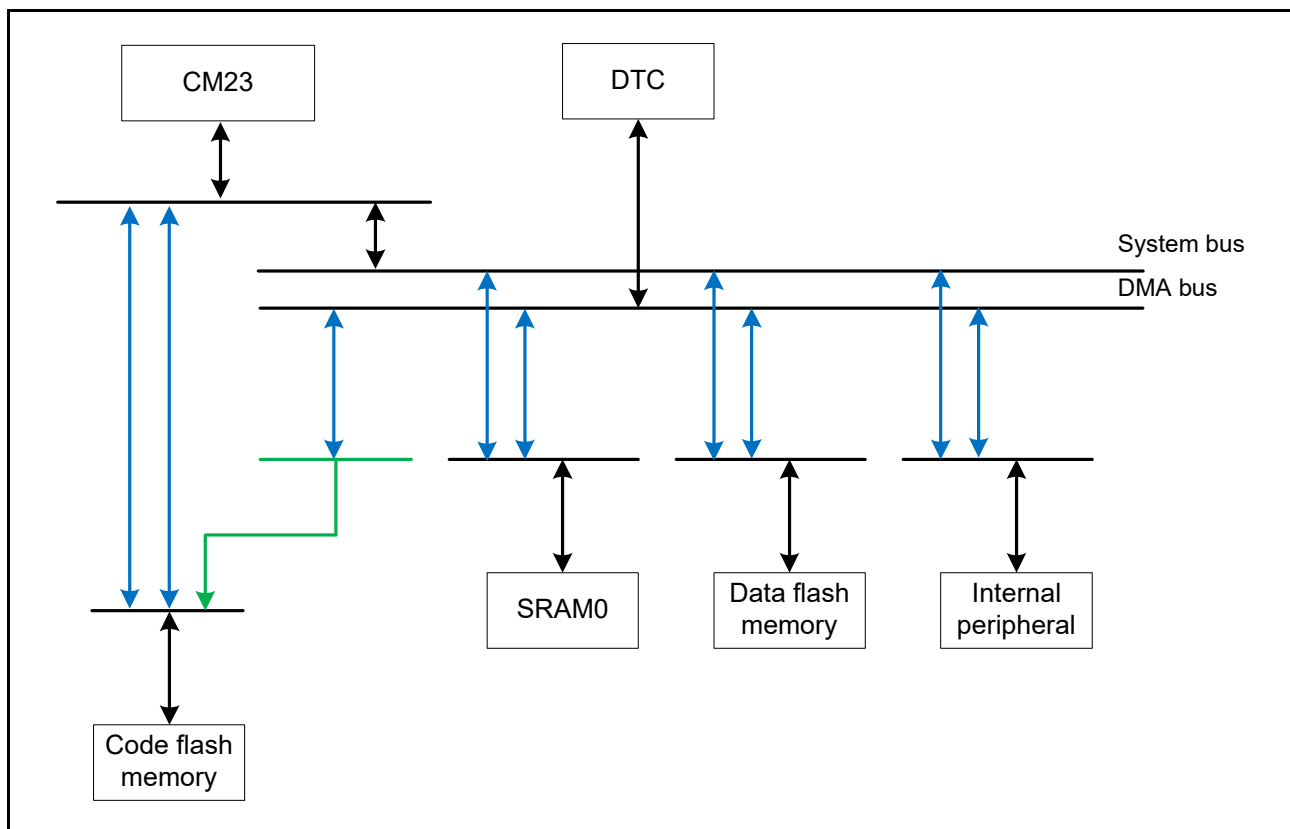 CM23
DTC
System bus
DMA bus
SRAM0
Data flash
memory
Internal
peripheral
Code flash
memory